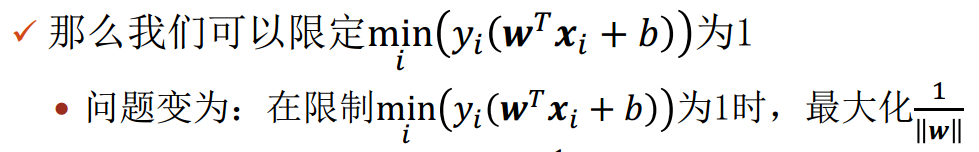 ✓ 那么我们可以限定min_i(y_i(w^T x_i + b))为1
• 问题变为：在限制min_i(y_i(w^T x_i + b))为1时，最大化1/‖w‖